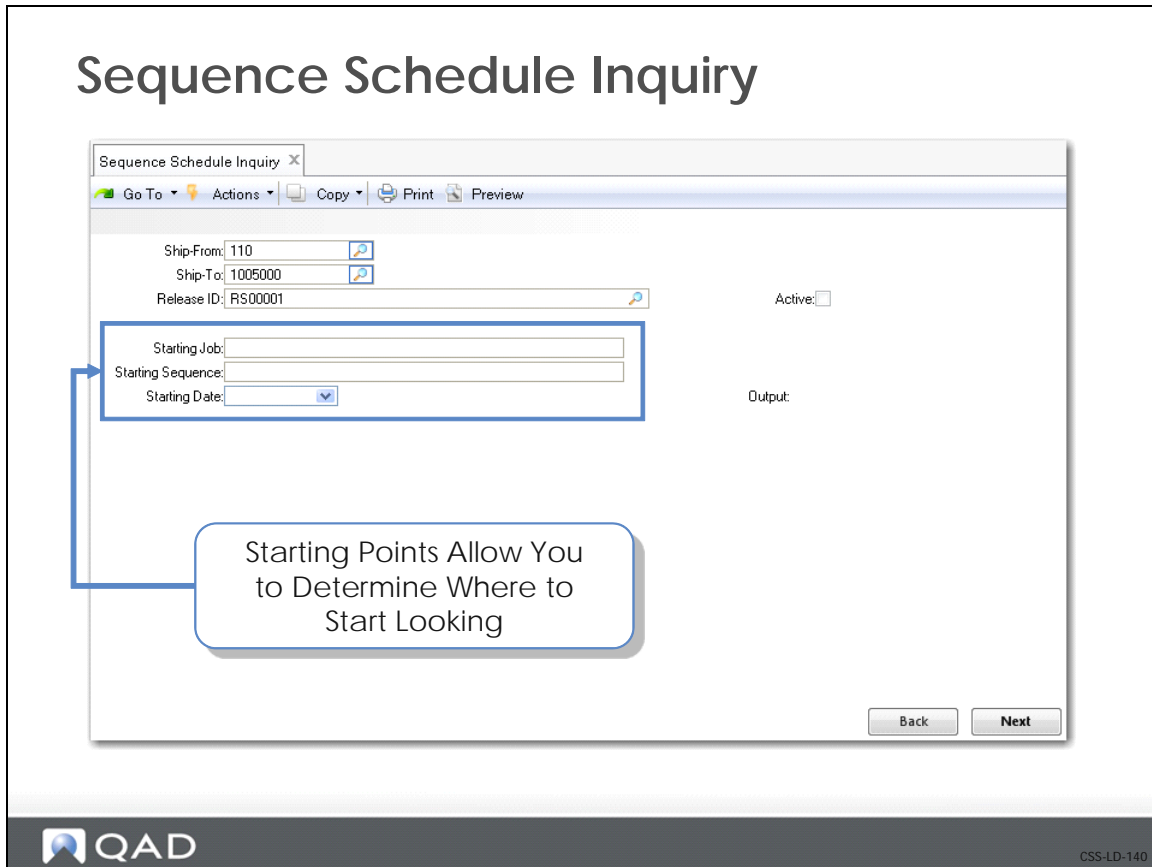 Sequence Schedule Inquiry
Sequence Schedule Inquiry X
Go To Actions Copy Print Preview
Ship-From: 110
Ship-To: 1005000
Release ID: RS00001 Active:
Starting Job:
Starting Sequence:
Starting Date: Output:
Starting Points Allow You
to Determine Where to
Start Looking
Back Next
QAD
CSS-LD-140